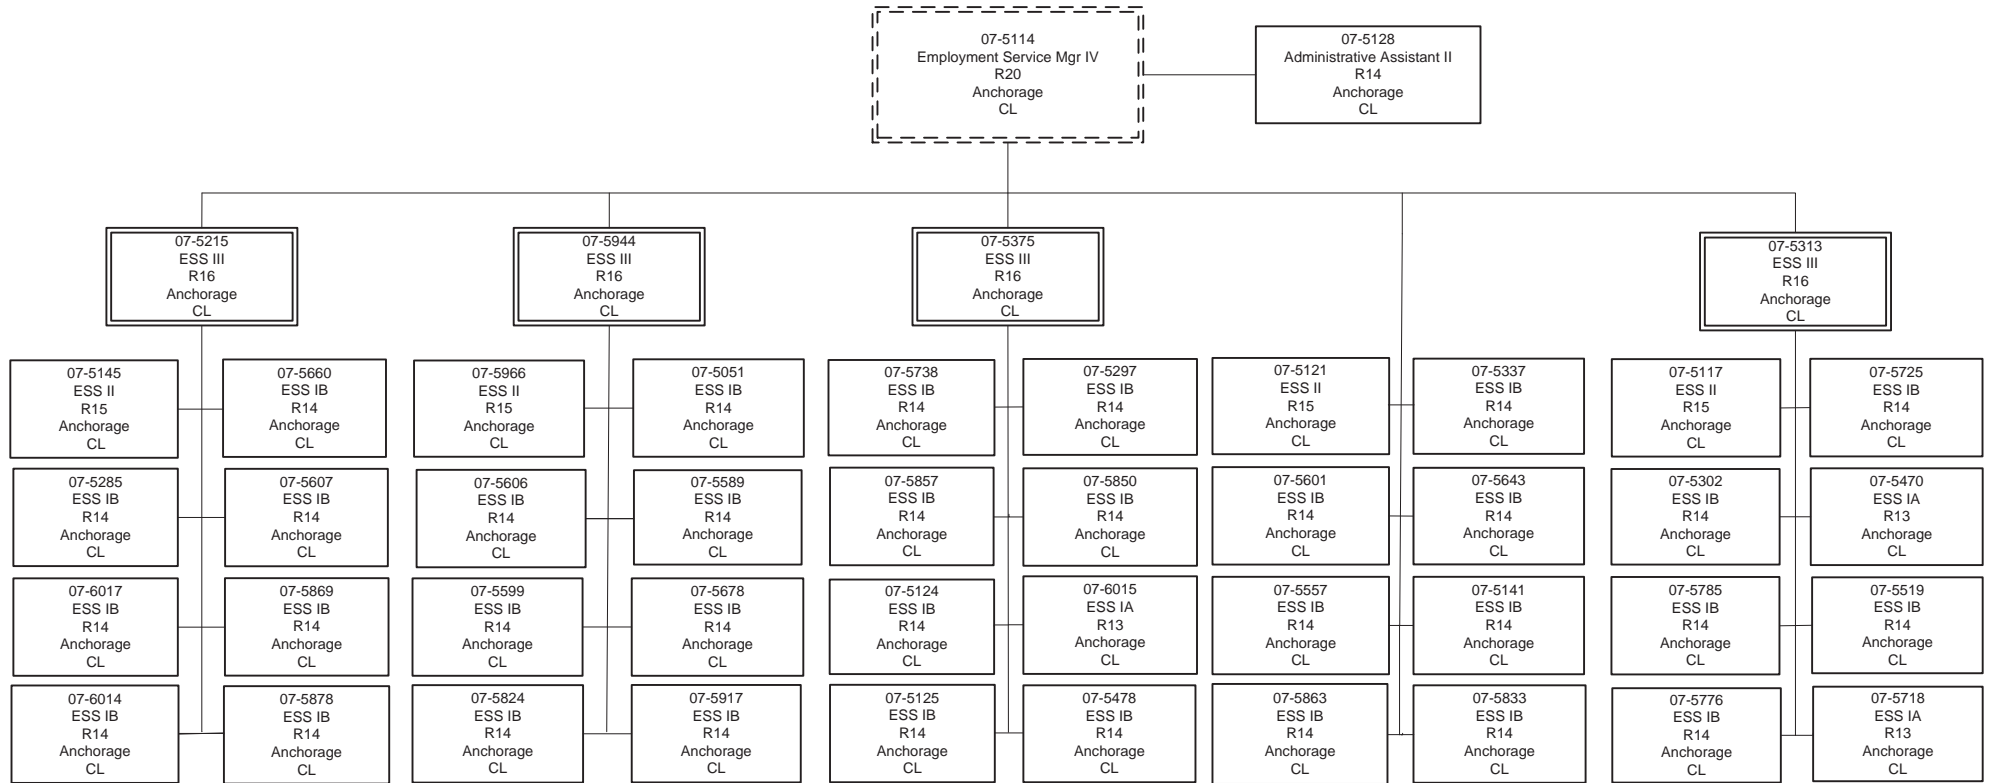 07-5114
Employment Service Mgr IV
R20
Anchorage
CL
07-5128
Administrative Assistant II
R14
Anchorage
CL
07-5215
ESS III
R16
Anchorage
CL
07-5944
ESS III
R16
Anchorage
CL
07-5375
ESS III
R16
Anchorage
CL
07-5313
ESS III
R16
Anchorage
CL
07-5145
ESS II
R15
Anchorage
CL
07-5660
ESS IB
R14
Anchorage
CL
07-5966
ESS II
R15
Anchorage
CL
07-5051
ESS IB
R14
Anchorage
CL
07-5738
ESS IB
R14
Anchorage
CL
07-5297
ESS IB
R14
Anchorage
CL
07-5121
ESS II
R15
Anchorage
CL
07-5337
ESS IB
R14
Anchorage
CL
07-5117
ESS II
R15
Anchorage
CL
07-5725
ESS IB
R14
Anchorage
CL
07-5285
ESS IB
R14
Anchorage
CL
07-5607
ESS IB
R14
Anchorage
CL
07-5606
ESS IB
R14
Anchorage
CL
07-5589
ESS IB
R14
Anchorage
CL
07-5857
ESS IB
R14
Anchorage
CL
07-5850
ESS IB
R14
Anchorage
CL
07-5601
ESS IB
R14
Anchorage
CL
07-5643
ESS IB
R14
Anchorage
CL
07-5302
ESS IB
R14
Anchorage
CL
07-5470
ESS IA
R13
Anchorage
CL
07-6017
ESS IB
R14
Anchorage
CL
07-5869
ESS IB
R14
Anchorage
CL
07-5599
ESS IB
R14
Anchorage
CL
07-5678
ESS IB
R14
Anchorage
CL
07-5124
ESS IB
R14
Anchorage
CL
07-6015
ESS IA
R13
Anchorage
CL
07-5557
ESS IB
R14
Anchorage
CL
07-5141
ESS IB
R14
Anchorage
CL
07-5785
ESS IB
R14
Anchorage
CL
07-5519
ESS IB
R14
Anchorage
CL
07-6014
ESS IB
R14
Anchorage
CL
07-5878
ESS IB
R14
Anchorage
CL
07-5824
ESS IB
R14
Anchorage
CL
07-5917
ESS IB
R14
Anchorage
CL
07-5125
ESS IB
R14
Anchorage
CL
07-5478
ESS IB
R14
Anchorage
CL
07-5863
ESS IB
R14
Anchorage
CL
07-5833
ESS IB
R14
Anchorage
CL
07-5776
ESS IB
R14
Anchorage
CL
07-5718
ESS IA
R13
Anchorage
CL